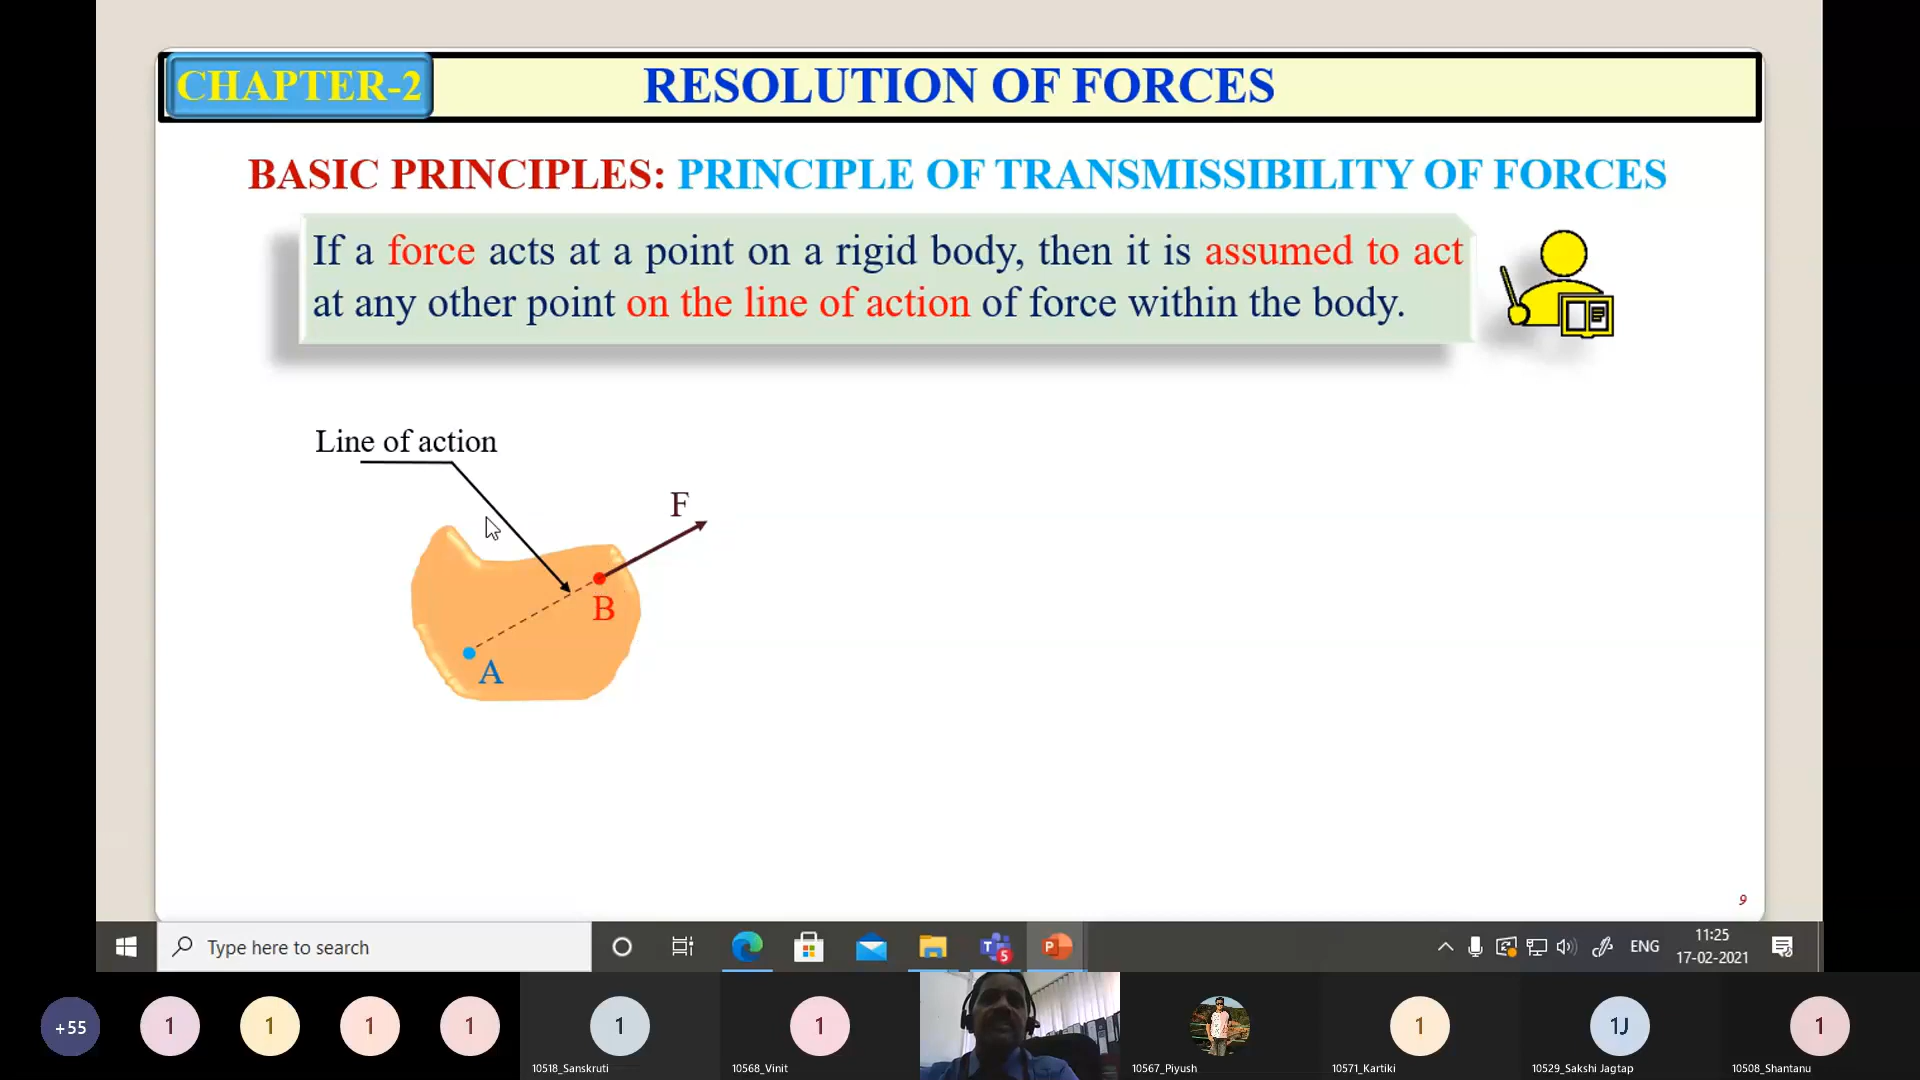 CHAPTER-2
RESOLUTION OF FORCES
BASIC PRINCIPLES: PRINCIPLE OF TRANSMISSIBILITY OF FORCES
If a force acts at a point on a rigid body, then it is assumed to act
at any other point on the line of action of force within the body.
Line of action
F
B
A
9
Type here to search
T
5
P
ENG
11:25
17-02-2021
+55
1
1
1
1
1
10518_Sanskruti
1
10568_Vinit
10567_Piyush
1
10571_Kartiki
1J
10529_Sakshi Jagtap
1
10508_Shantanu